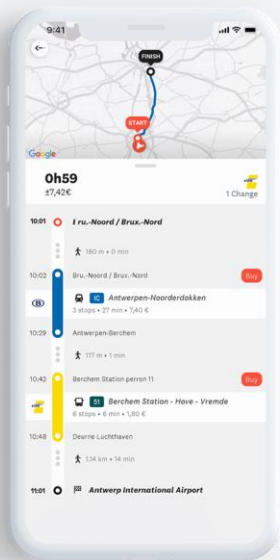 9:41
FINISH
START
Google
0h59
±7,42€
1 Change
10:01 Bru.-Noord / Brux.-Nord
180 m • 0 min
10:02 Bru.-Noord / Brux.-Nord Buy
B IC Antwerpen-Noorderdokken
3 stops • 27 min • 7,40 €
10:29 Antwerpen-Berchem
177 m • 1 min
10:42 Berchem Station perron 11 Buy
51 Berchem Station - Hove - Vremde
6 stops • 6 min • 1,80 €
10:48 Deurne Luchthaven
1.14 km • 14 min
11:01 Antwerp International Airport